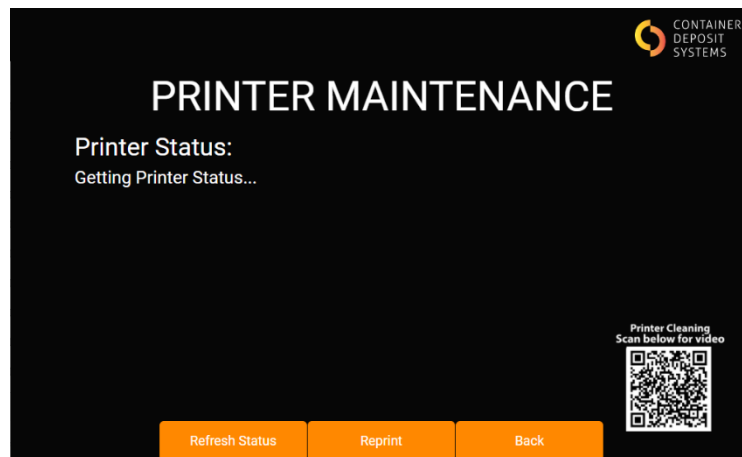 CONTAINER
DEPOSIT
SYSTEMS
PRINTER MAINTENANCE
Printer Status:
Getting Printer Status...
Printer Cleaning
Scan below for video
Refresh Status
Reprint
Back